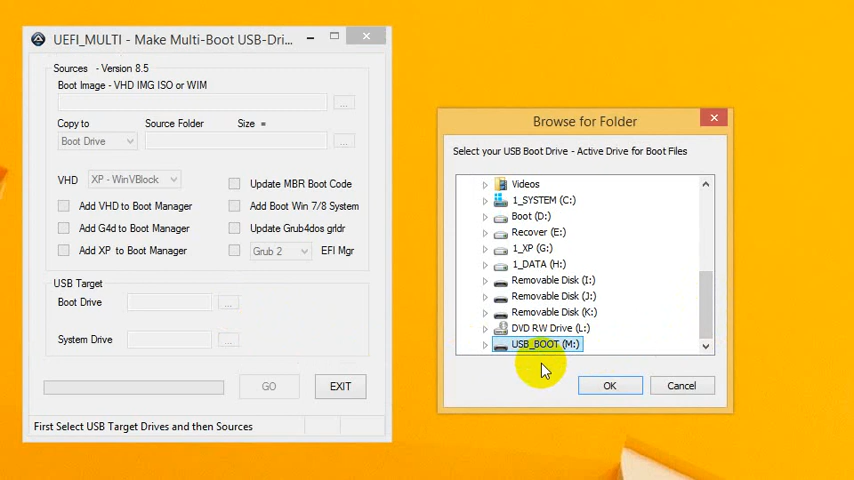 UEFI_MULTI - Make Multi-Boot USB-Dri...
Sources - Version 8.5
Boot Image - VHD IMG ISO or WIM
...
Copy to Source Folder Size =
Boot Drive ...
VHD XP - WinVBlock Update MBR Boot Code
Add VHD to Boot Manager Add Boot Win 7/8 System
Add G4d to Boot Manager Update Grub4dos grldr
Add XP to Boot Manager Grub 2 EFI Mgr
USB Target
Boot Drive ...
System Drive ...
GO EXIT
First Select USB Target Drives and then Sources
Browse for Folder
Select your USB Boot Drive - Active Drive for Boot Files
Videos
1_SYSTEM (C:)
Boot (D:)
Recover (E:)
1_XP (G:)
1_DATA (H:)
Removable Disk (I:)
Removable Disk (J:)
Removable Disk (K:)
DVD RW Drive (L:)
USB_BOOT (M:)
OK Cancel